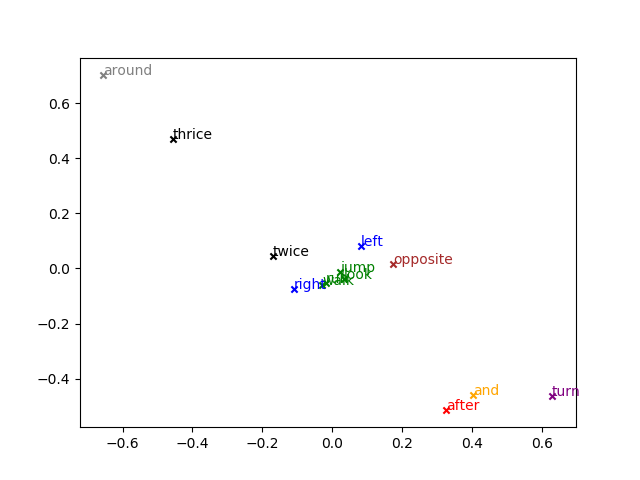 around
thrice
left
twice
opposite
jump
look
run
walk
right
and
turn
after
0.6
0.4
0.2
0.0
−0.2
−0.4
−0.6 −0.4 −0.2 0.0 0.2 0.4 0.6